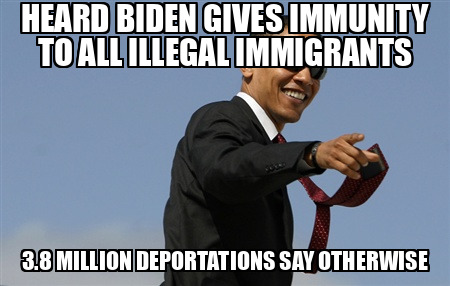 HEARD BIDEN GIVES IMMUNITY
TO ALL ILLEGAL IMMIGRANTS
3.8 MILLION DEPORTATIONS SAY OTHERWISE